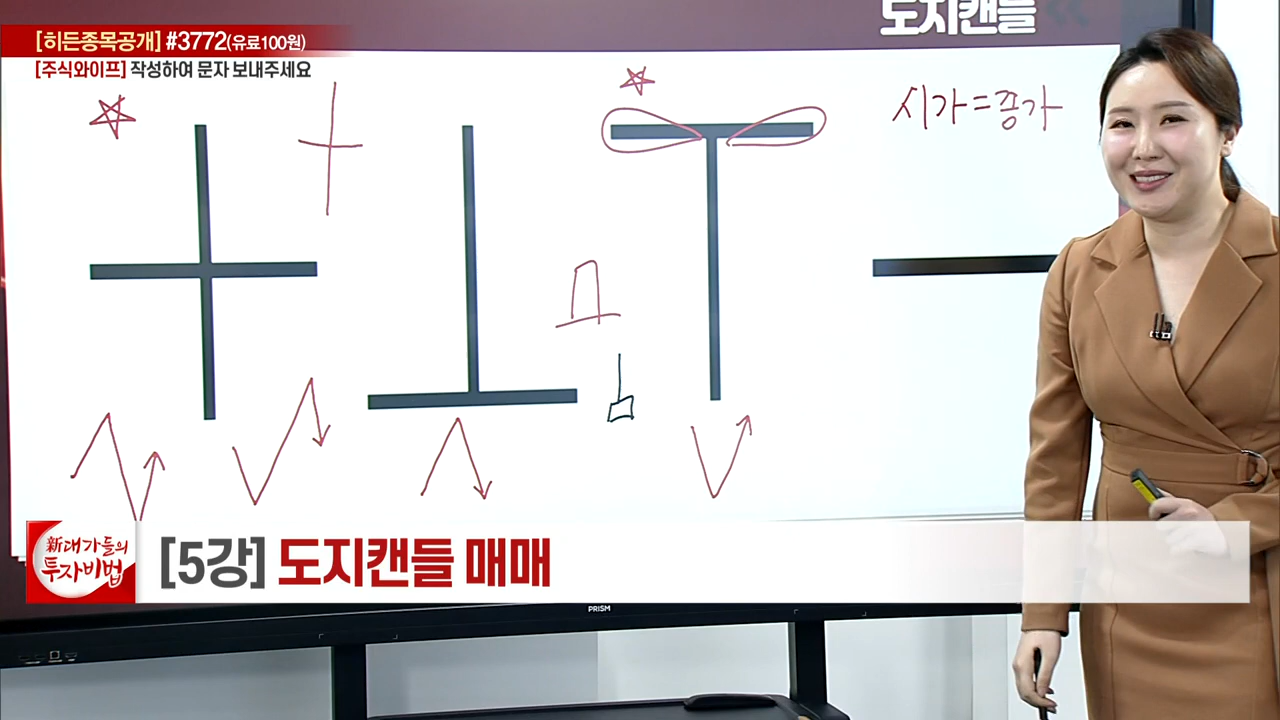 도지캔들
[히든종목공개] #3772(유료100원)
[주식와이프] 작성하여 문자 보내주세요
시가=종가
新대가들의
투자비법
[5강] 도지캔들 매매
PRISM